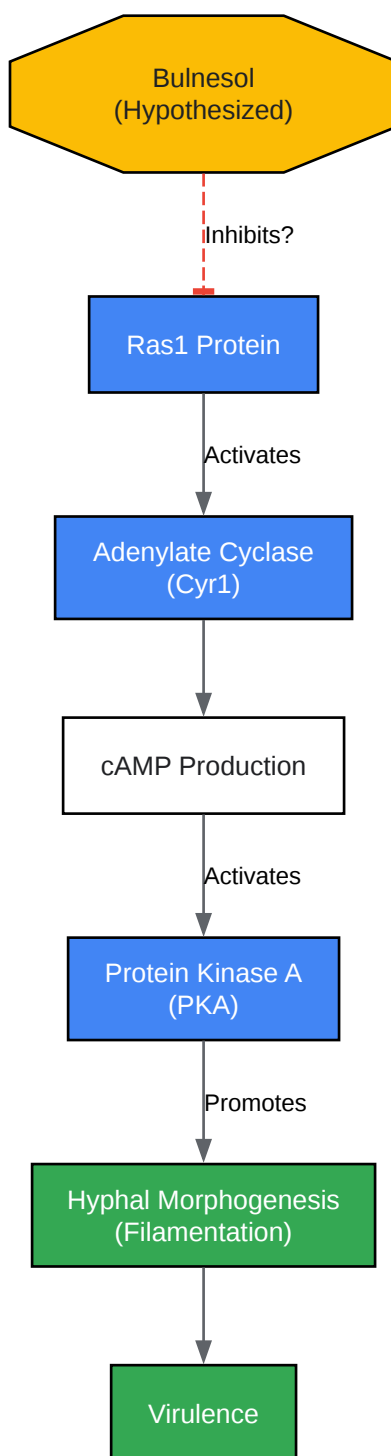 Bulnesol
(Hypothesized)
Inhibits?
Ras1 Protein
Activates
Adenylate Cyclase
(Cyr1)
cAMP Production
Activates
Protein Kinase A
(PKA)
Promotes
Hyphal Morphogenesis
(Filamentation)
Virulence